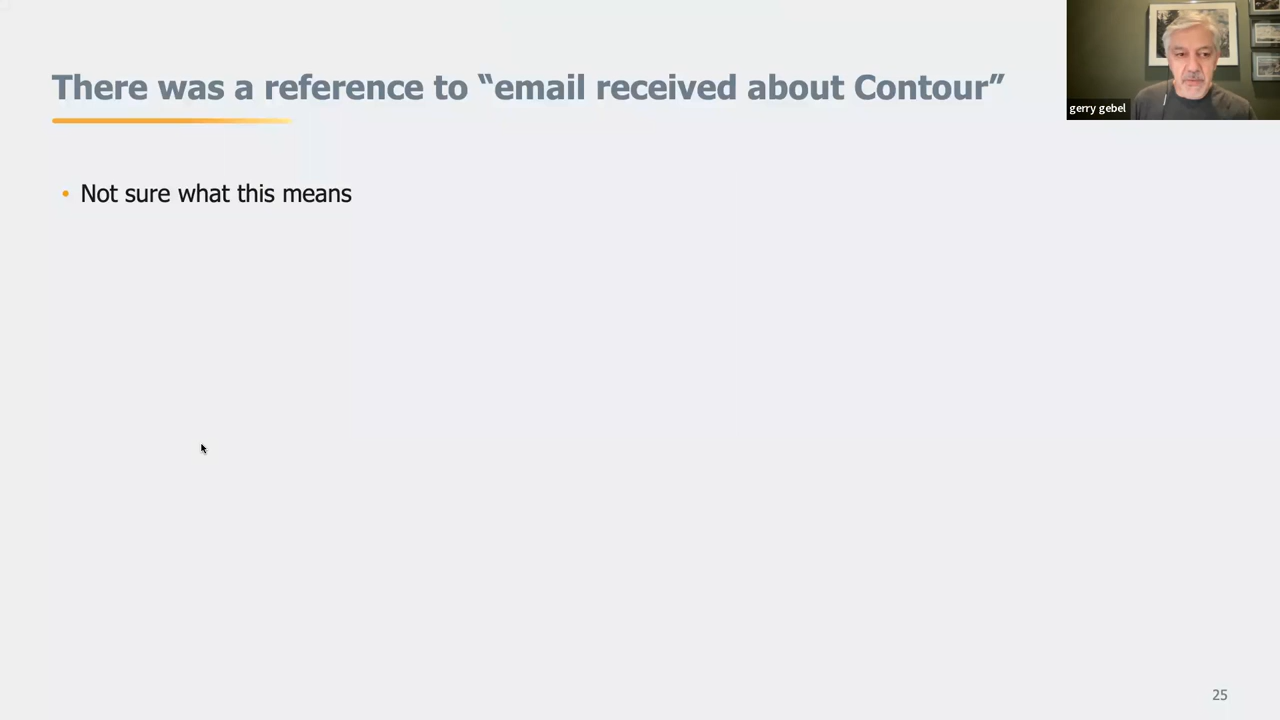 There was a reference to “email received about Contour”
gerry gebel
• Not sure what this means
25